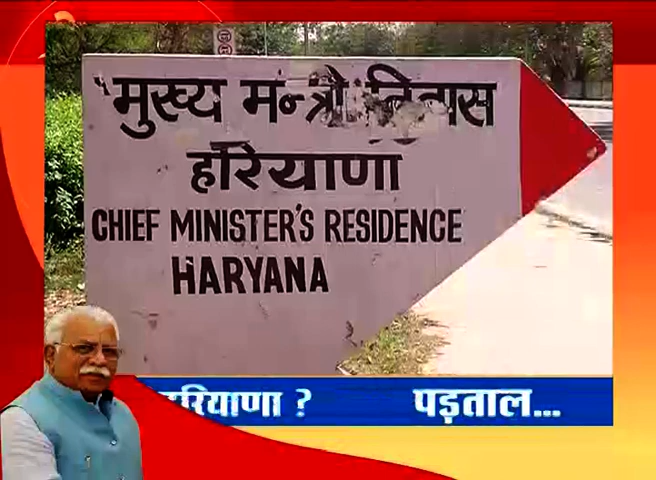 मुख्य मन्त्री निवास
हरियाणा
CHIEF MINISTER'S RESIDENCE
HARYANA
हरियाणा ? पड़ताल...